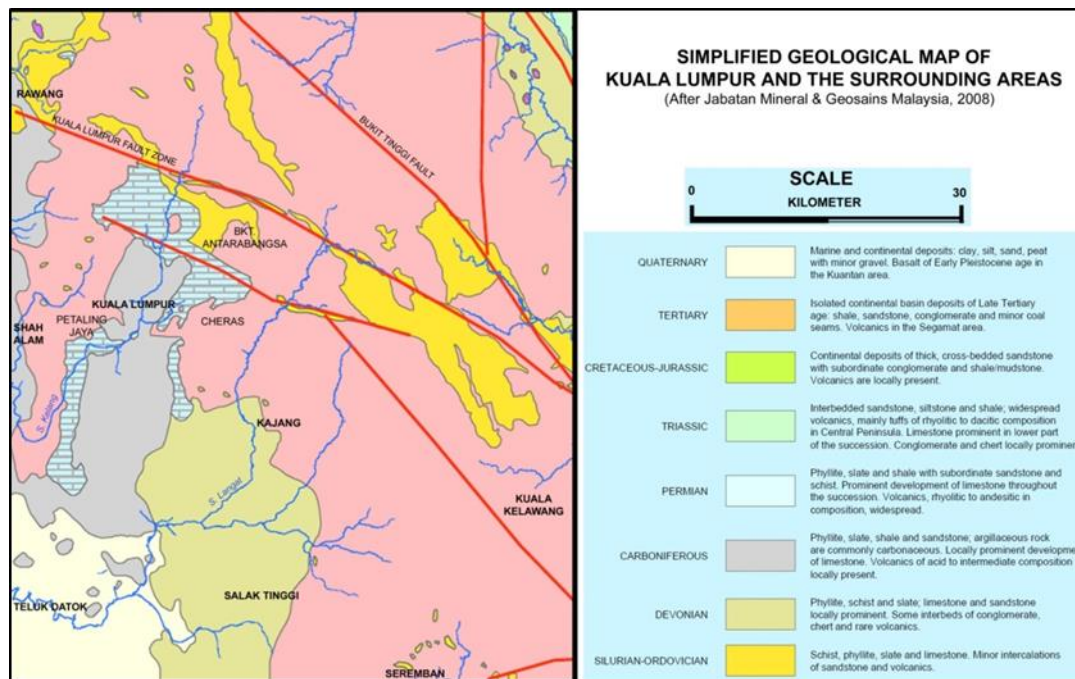 RAWANG
KUALA LUMPUR FAULT ZONE
BUKIT TINGGI FAULT
BKT.
ANTARABANGSA
KUALA LUMPUR
PETALING
JAYA
CHERAS
SHAH
ALAM
S. Kelang
KAJANG
S. Langat
KUALA
KELAWANG
SALAK TINGGI
TELUK DATOK
SEREMBAN
SIMPLIFIED GEOLOGICAL MAP OF
KUALA LUMPUR AND THE SURROUNDING AREAS
(After Jabatan Mineral & Geosains Malaysia, 2008)
SCALE
0 30
KILOMETER
QUATERNARY
Marine and continental deposits: clay, silt, sand, peat
with minor gravel. Basalt of Early Pleistocene age in
the Kuantan area.
TERTIARY
Isolated continental basin deposits of Late Tertiary
age: shale, sandstone, conglomerate and minor coal
seams. Volcanics in the Segamat area.
CRETACEOUS-JURASSIC
Continental deposits of thick, cross-bedded sandstone
with subordinate conglomerate and shale/mudstone.
Volcanics are locally present.
TRIASSIC
Interbedded sandstone, siltstone and shale; widespread
volcanics, mainly tuffs of rhyolitic to dacitic composition
in Central Peninsula. Limestone prominent in lower part
of the succession. Conglomerate and chert locally prominen
PERMIAN
Phyllite, slate and shale with subordinate sandstone and
schist. Prominent development of limestone throughout
the succession. Volcanics, rhyolitic to andesitic in
composition, widespread.
CARBONIFEROUS
Phyllite, slate, shale and sandstone; argillaceous rock
are commonly carbonaceous. Locally prominent developme
of limestone. Volcanics of acid to intermediate composition
locally present.
DEVONIAN
Phyllite, schist and slate; limestone and sandstone
locally prominent. Some interbeds of conglomerate,
chert and rare volcanics.
SILURIAN-ORDOVICIAN
Schist, phyllite, slate and limestone. Minor intercalations
of sandstone and volcanics.